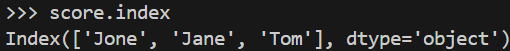 >>> score.index
Index(['Jone', 'Jane', 'Tom'], dtype='object')